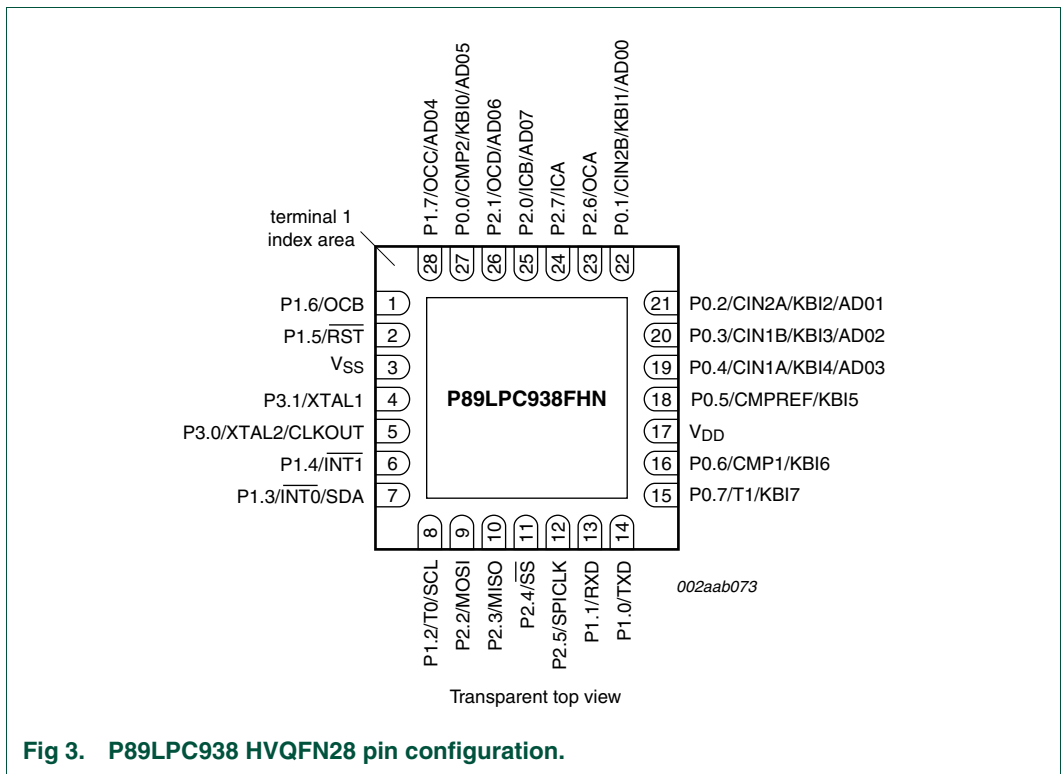 P1.7/OCC/AD04
P0.0/CMP2/KBI0/AD05
P2.1/OCD/AD06
P2.0/ICB/AD07
P2.7/ICA
P2.6/OCA
P0.1/CIN2B/KBI1/AD00
terminal 1
index area
28 27 26 25 24 23 22
P1.6/OCB 1
P1.5/R̅S̅T̅ 2
VSS 3
P3.1/XTAL1 4
P3.0/XTAL2/CLKOUT 5
P1.4/I̅N̅T̅1̅ 6
P1.3/I̅N̅T̅0̅/SDA 7
P89LPC938FHN
21 P0.2/CIN2A/KBI2/AD01
20 P0.3/CIN1B/KBI3/AD02
19 P0.4/CIN1A/KBI4/AD03
18 P0.5/CMPREF/KBI5
17 VDD
16 P0.6/CMP1/KBI6
15 P0.7/T1/KBI7
8 9 10 11 12 13 14
P1.2/T0/SCL
P2.2/MOSI
P2.3/MISO
P2.4/S̅S̅
P2.5/SPICLK
P1.1/RXD
P1.0/TXD
002aab073
Transparent top view
Fig 3. P89LPC938 HVQFN28 pin configuration.